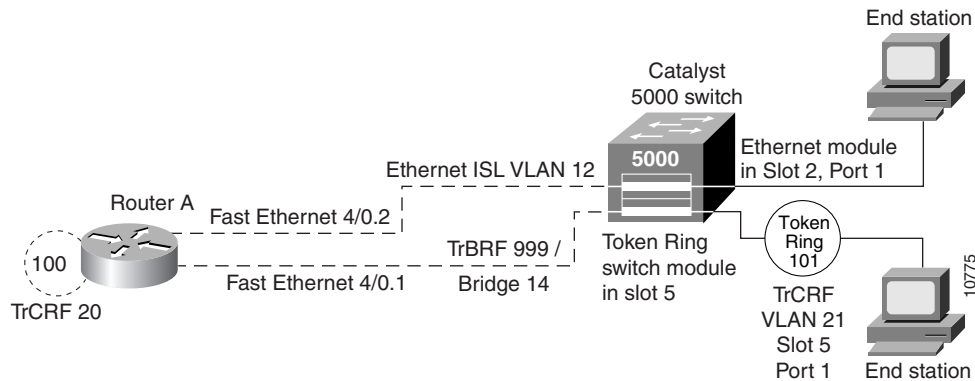 End station
Catalyst
5000 switch
5000
Ethernet module
in Slot 2, Port 1
Ethernet ISL VLAN 12
Router A
Fast Ethernet 4/0.2
100
TrCRF 20
Fast Ethernet 4/0.1
TrBRF 999 /
Bridge 14
Token Ring
switch module
in slot 5
Token
Ring
101
TrCRF
VLAN 21
Slot 5
Port 1
End station
10775